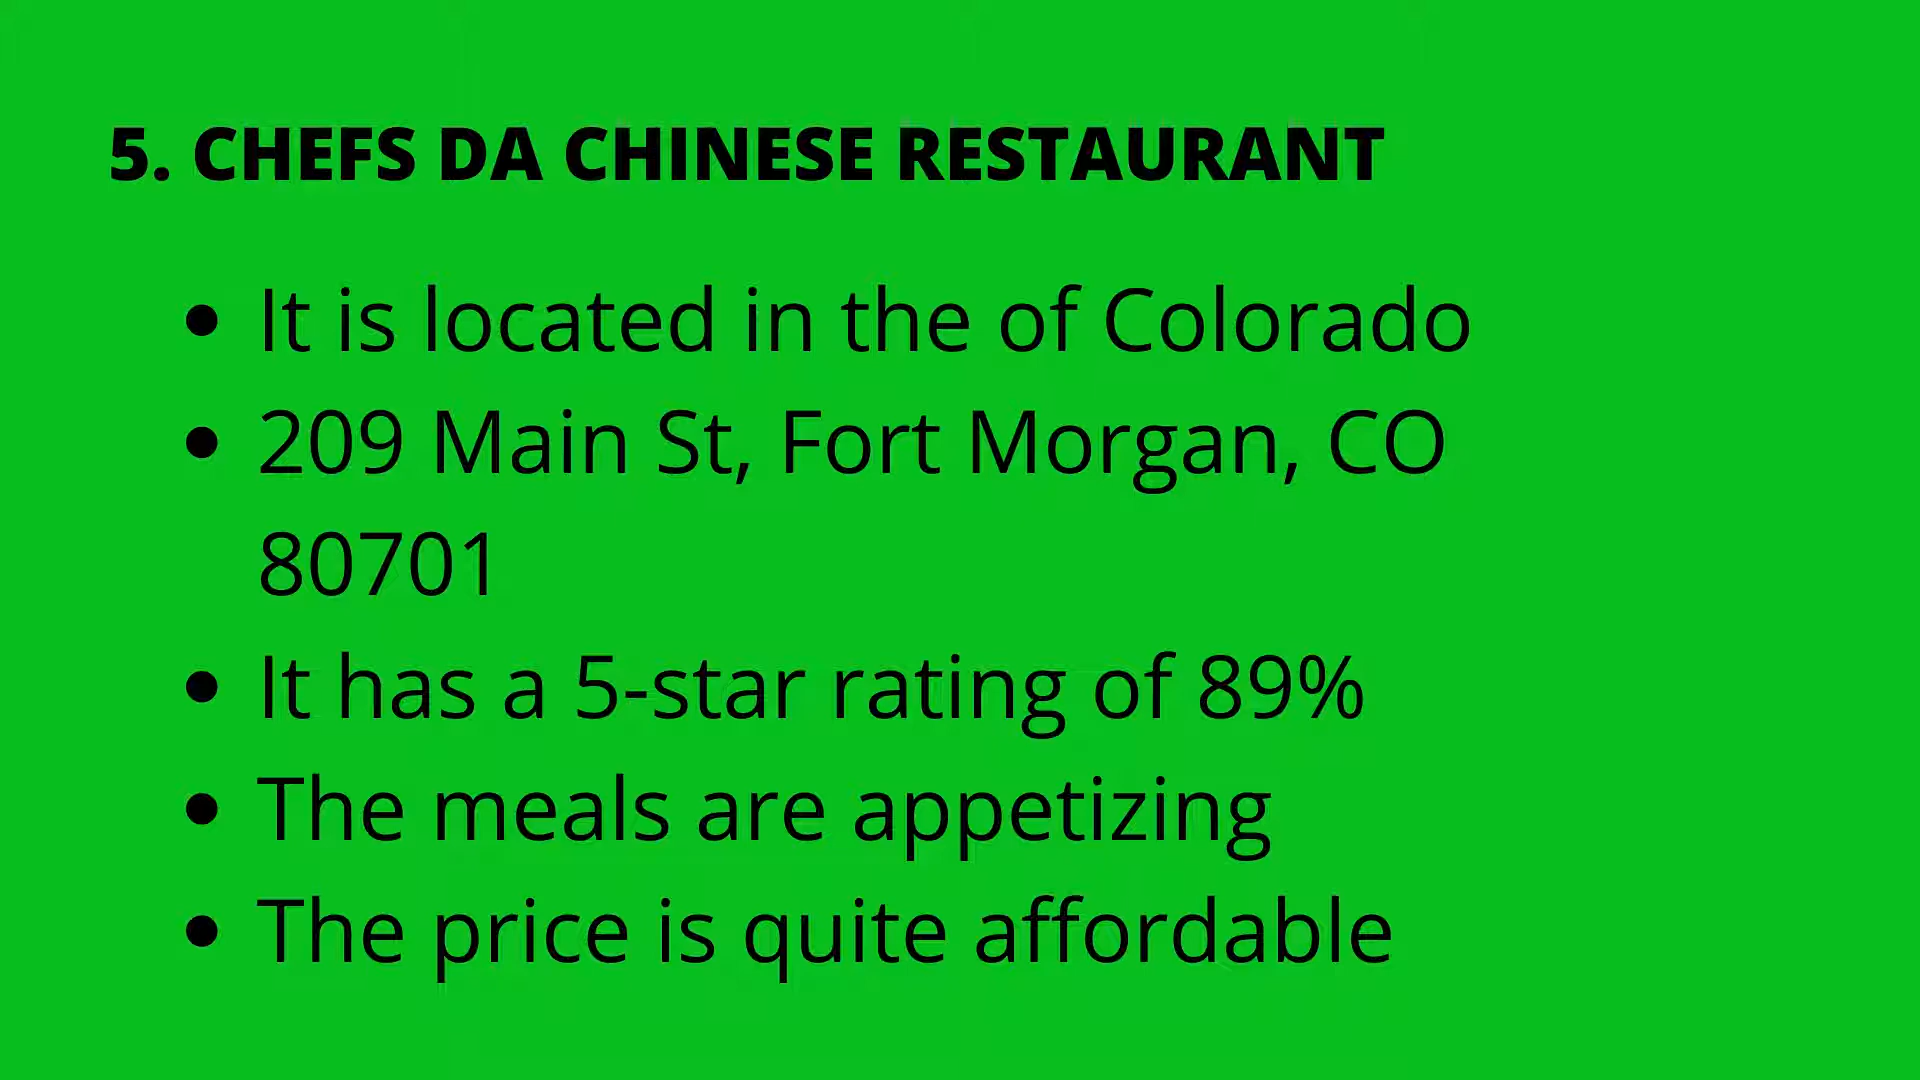 5. CHEFS DA CHINESE RESTAURANT
• It is located in the of Colorado
• 209 Main St, Fort Morgan, CO
80701
• It has a 5-star rating of 89%
• The meals are appetizing
• The price is quite affordable